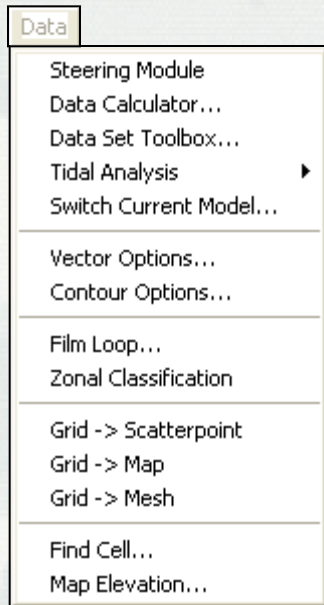 Data
Steering Module
Data Calculator...
Data Set Toolbox...
Tidal Analysis
Switch Current Model...
Vector Options...
Contour Options...
Film Loop...
Zonal Classification
Grid -> Scatterpoint
Grid -> Map
Grid -> Mesh
Find Cell...
Map Elevation...